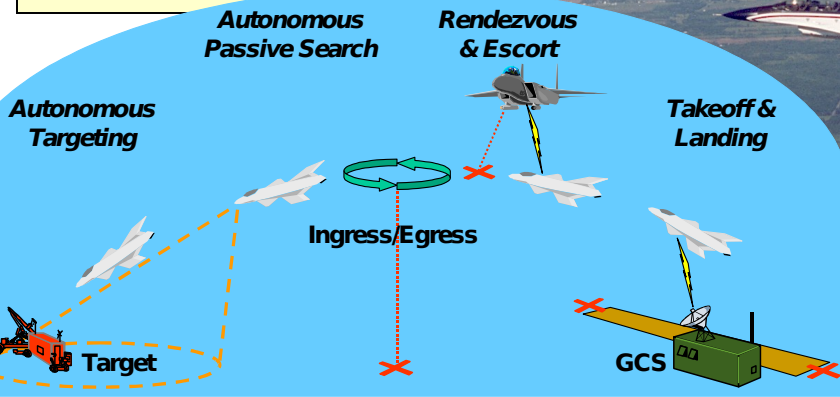 Autonomous
Passive Search
Rendezvous
& Escort
Autonomous
Targeting
Takeoff &
Landing
Ingress/Egress
Target
GCS